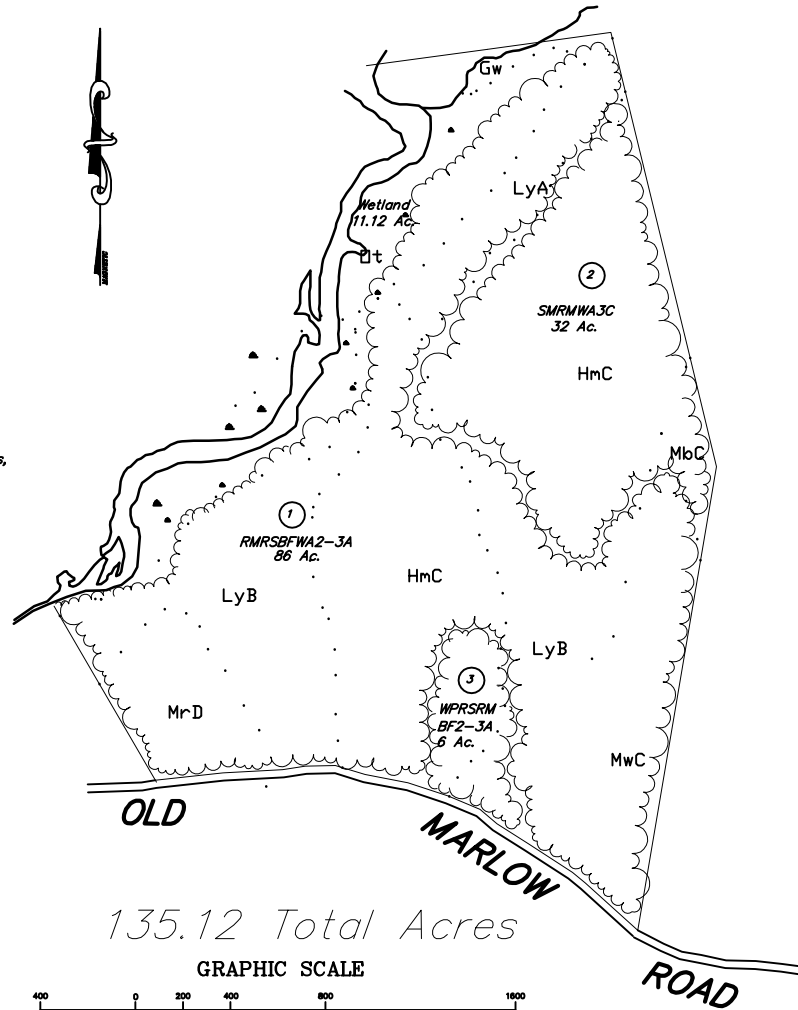 Gw
LyA
Wetland
11.12 Ac.
t
2
SMRMWA3C
32 Ac.
HmC
MbC
s,
1
RMRSBFWA2-3A
86 Ac.
HmC
LyB
LyB
3
WPRSRM
BF2-3A
6 Ac.
MrD
MwC
OLD
MARLOW
ROAD
135.12 Total Acres
GRAPHIC SCALE
400 0 200 400 800 1600